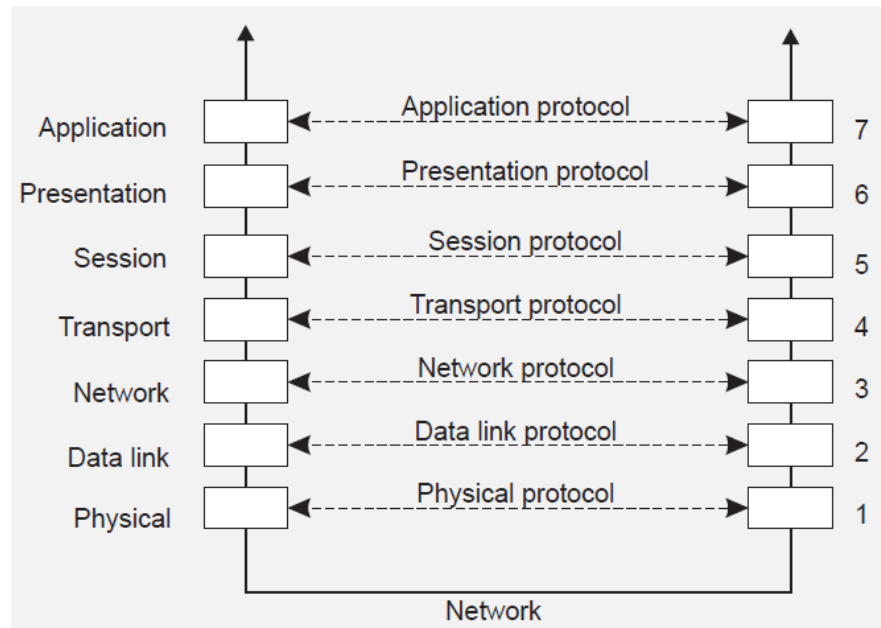 Application Application protocol 7
Presentation Presentation protocol 6
Session Session protocol 5
Transport Transport protocol 4
Network Network protocol 3
Data link Data link protocol 2
Physical Physical protocol 1
Network